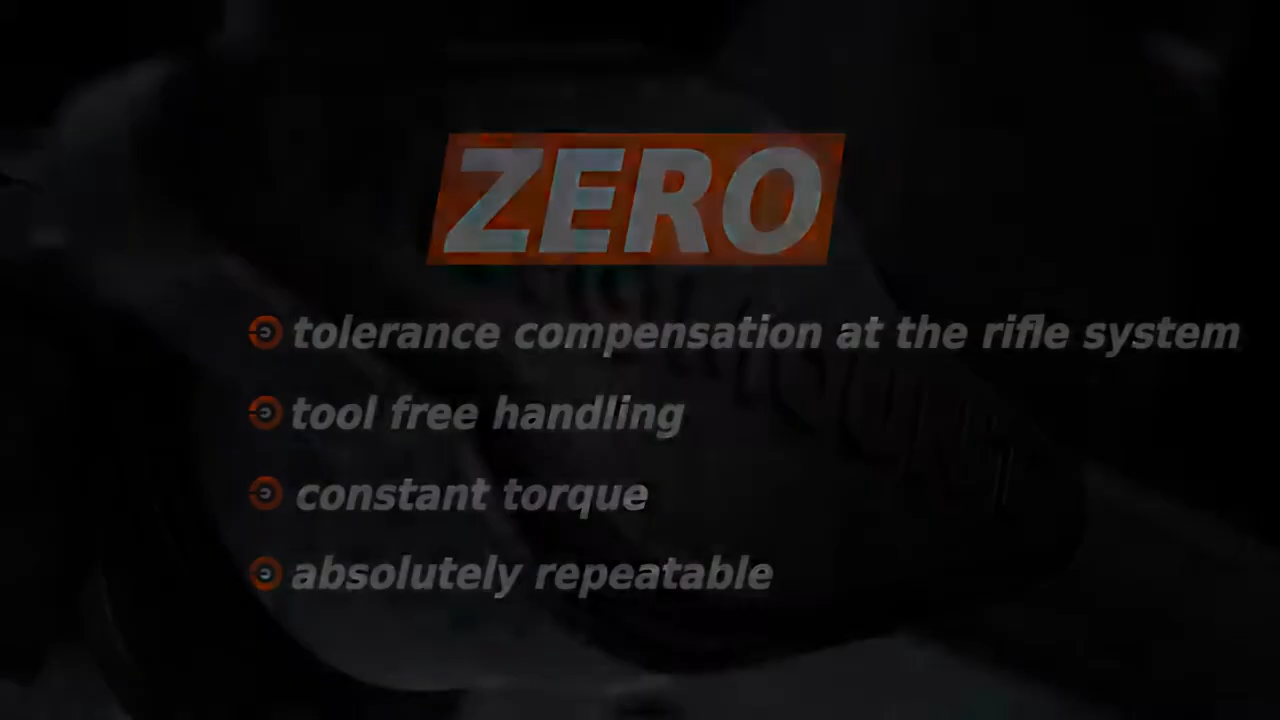 ZERO
tolerance compensation at the rifle system
tool free handling
constant torque
absolutely repeatable